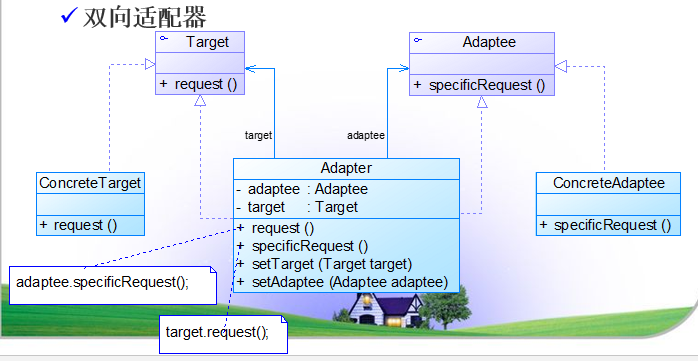 ✓ 双向适配器
Target
+ request ()
Adaptee
+ specificRequest ()
target
adaptee
ConcreteTarget
+ request ()
Adapter
- adaptee : Adaptee
- target : Target
+ request ()
+ specificRequest ()
+ setTarget (Target target)
+ setAdaptee (Adaptee adaptee)
ConcreteAdaptee
+ specificRequest ()
adaptee.specificRequest();
target.request();